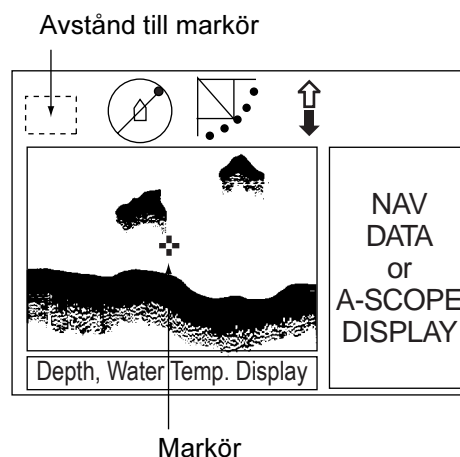 Avstånd till markör
NAV
DATA
or
A-SCOPE
DISPLAY
Depth, Water Temp. Display
Markör